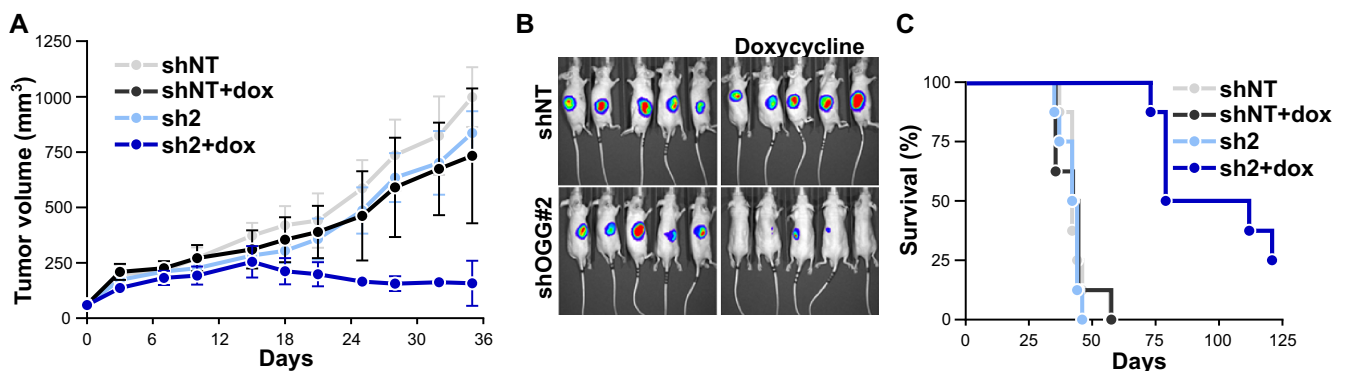 A
1250
1000
750
500
250
0
Tumor volume (mm³)
shNT
shNT+dox
sh2
sh2+dox
0 6 12 18 24 30 36
Days
B
Doxycycline
shNT
shOGG#2
C
100
75
50
25
0
Survival (%)
shNT
shNT+dox
sh2
sh2+dox
0 25 50 75 100 125
Days